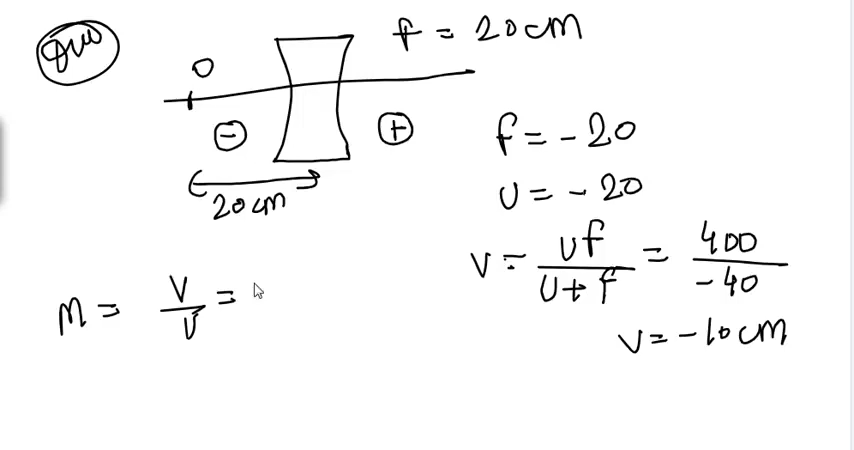 Que
f = 20cm
O
⊖ ⊕
20cm
f = - 20
u = - 20
v = uf / u + f = 400 / - 40
v = - 10cm
m = v / u =